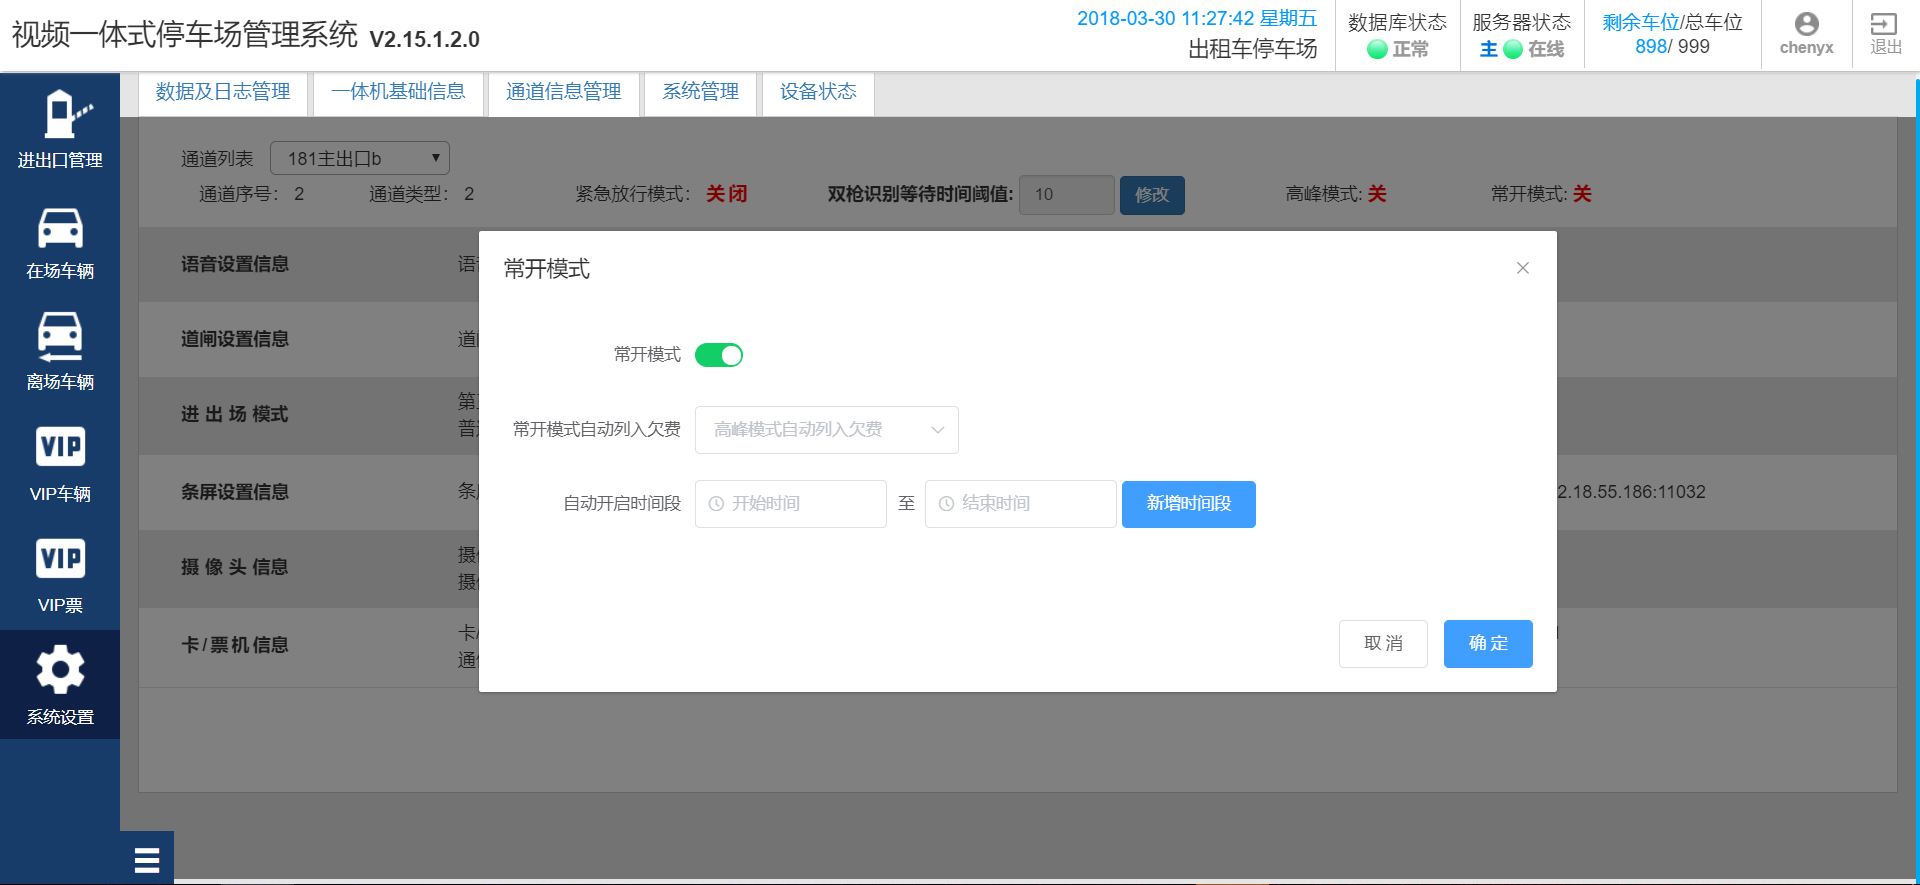 视频一体式停车场管理系统 V2.15.1.2.0
2018-03-30 11:27:42 星期五
出租车停车场
数据库状态
正常
服务器状态
主 在线
剩余车位/总车位
898/ 999
chenyx
退出
数据及日志管理 一体机基础信息 通道信息管理 系统管理 设备状态
进出口管理
在场车辆
离场车辆
VIP
VIP车辆
VIP
VIP票
系统设置
通道列表 181主出口b
通道序号： 2 通道类型： 2 紧急放行模式： 关闭 双枪识别等待时间阈值: 10 修改 高峰模式: 关 常开模式: 关
语音设置信息
道闸设置信息
进 出 场 模式
条屏设置信息
2.18.55.186:11032
摄 像 头 信息
卡/票机信息
常开模式
常开模式
常开模式自动列入欠费 高峰模式自动列入欠费
自动开启时间段 开始时间 至 结束时间 新增时间段
取 消 确 定